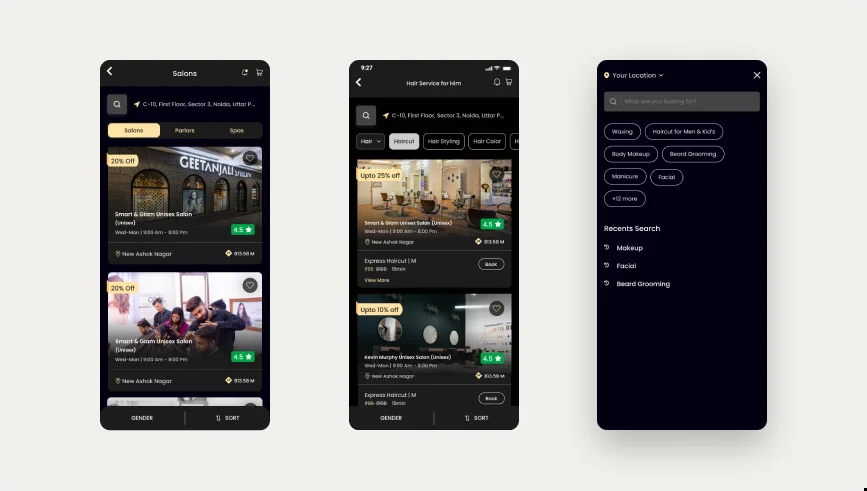 Salons
C-10, First Floor, Sector 3, Noida, Uttar P...
Salons
Parlors
Spas
20% Off
GEETANJALI SALON
Smart & Glam Unisex Salon
(Unisex)
Wed-Mon | 9:00 Am - 8:00 Pm
4.5
New Ashok Nagar
813.58 M
20% Off
Smart & Glam Unisex Salon
(Unisex)
Wed-Mon | 9:00 Am - 8:00 Pm
4.5
New Ashok Nagar
813.58 M
GENDER
SORT
9:27
Hair Service for Him
C-10, First Floor, Sector 3, Noida, Uttar P...
Hair
Haircut
Hair Styling
Hair Color
H
Upto 25% off
Smart & Glam Unisex Salon (Unisex)
Wed-Mon | 9:00 Am - 8:00 Pm
4.5
New Ashok Nagar
813.58 M
Express Haircut | M
Book
15min
View More
Upto 10% off
Kevin Murphy Unisex Salon (Unisex)
Wed-Mon | 9:00 Am - 8:00 Pm
4.5
New Ashok Nagar
813.58 M
Express Haircut | M
Book
15min
GENDER
SORT
Your Location
What are you looking for?
Waxing
Haircut for Men & Kid's
Body Makeup
Beard Grooming
Manicure
Facial
+12 more
Recents Search
Makeup
Facial
Beard Grooming